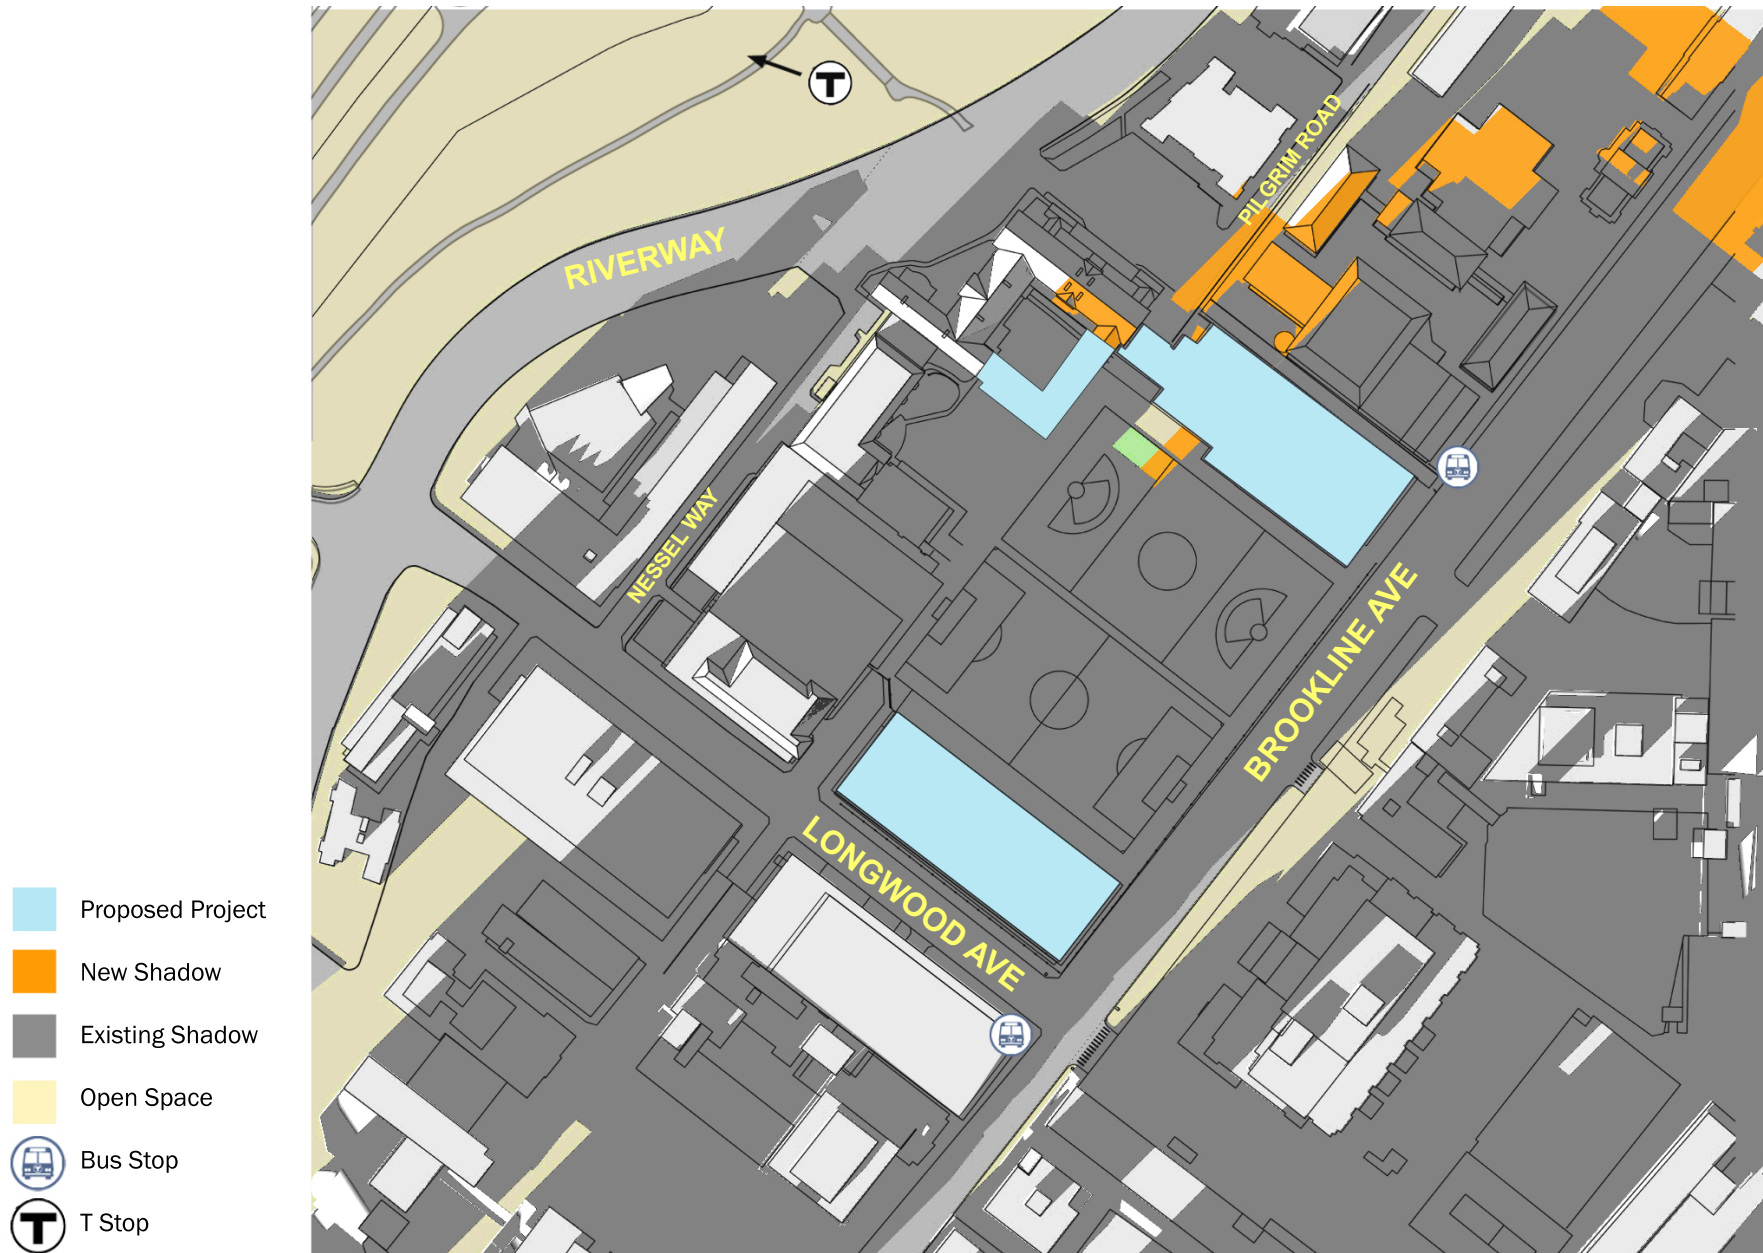 T
PILGRIM ROAD
RIVERWAY
NESSEL WAY
BROOKLINE AVE
LONGWOOD AVE
Proposed Project
New Shadow
Existing Shadow
Open Space
Bus Stop
T T Stop